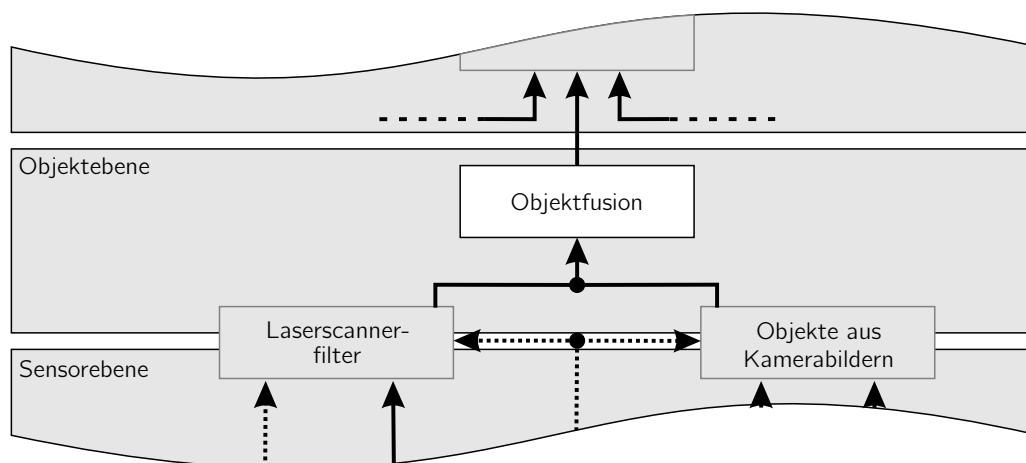 Objektebene
Objektfusion
Laserscanner-
filter
Objekte aus
Kamerabildern
Sensorebene